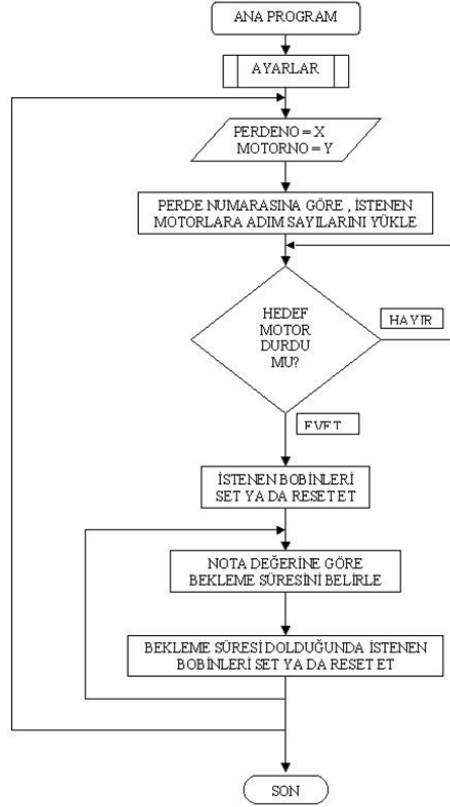 ANA PROGRAM
AYARLAR
PERDENO = X
MOTORNO = Y
PERDE NUMARASINA GÖRE , İSTENEN
MOTORLARA ADIM SAYILARINI YÜKLE
HEDEF
MOTOR
DURDU
MU?
HAYIR
EVET
İSTENEN BOBİNLERİ
SET YA DA RESET ET
NOTA DEĞERİNE GÖRE
BEKLEME SÜRESİNİ BELİRLE
BEKLEME SÜRESİ DOLDUĞUNDA İSTENEN
BOBİNLERİ SET YA DA RESET ET
SON